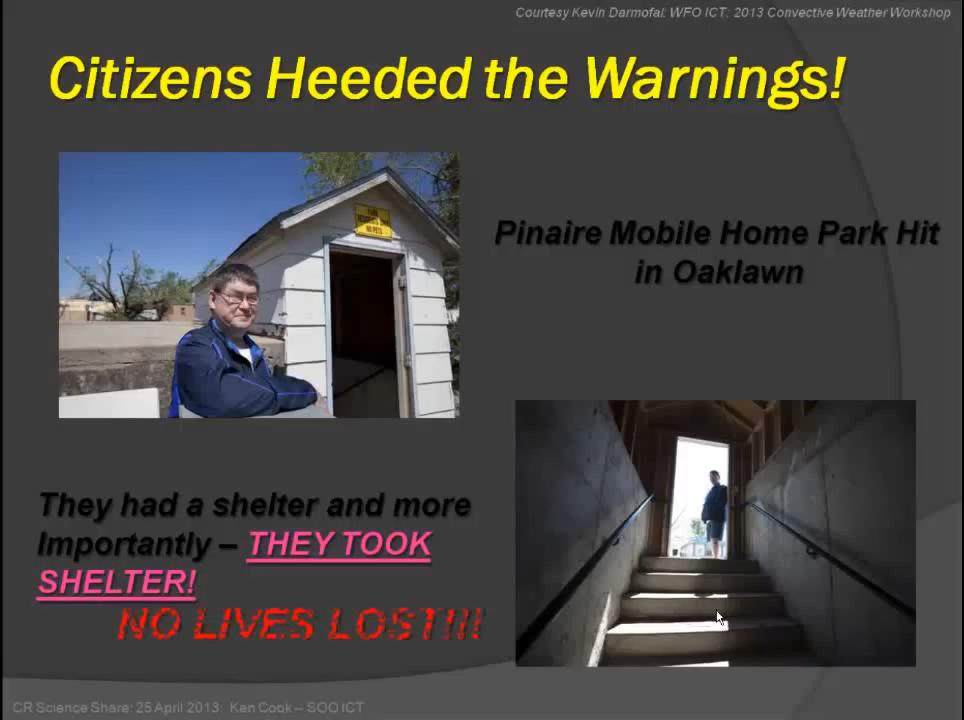 Courtesy Kevin Darmofal: WFO ICT: 2013 Convective Weather Workshop
Citizens Heeded the Warnings!
Pinaire Mobile Home Park Hit
in Oaklawn
They had a shelter and more
Importantly – THEY TOOK
SHELTER!
NO LIVES LOST!!!
CR Science Share: 25 April 2013: Ken Cook – SOO ICT